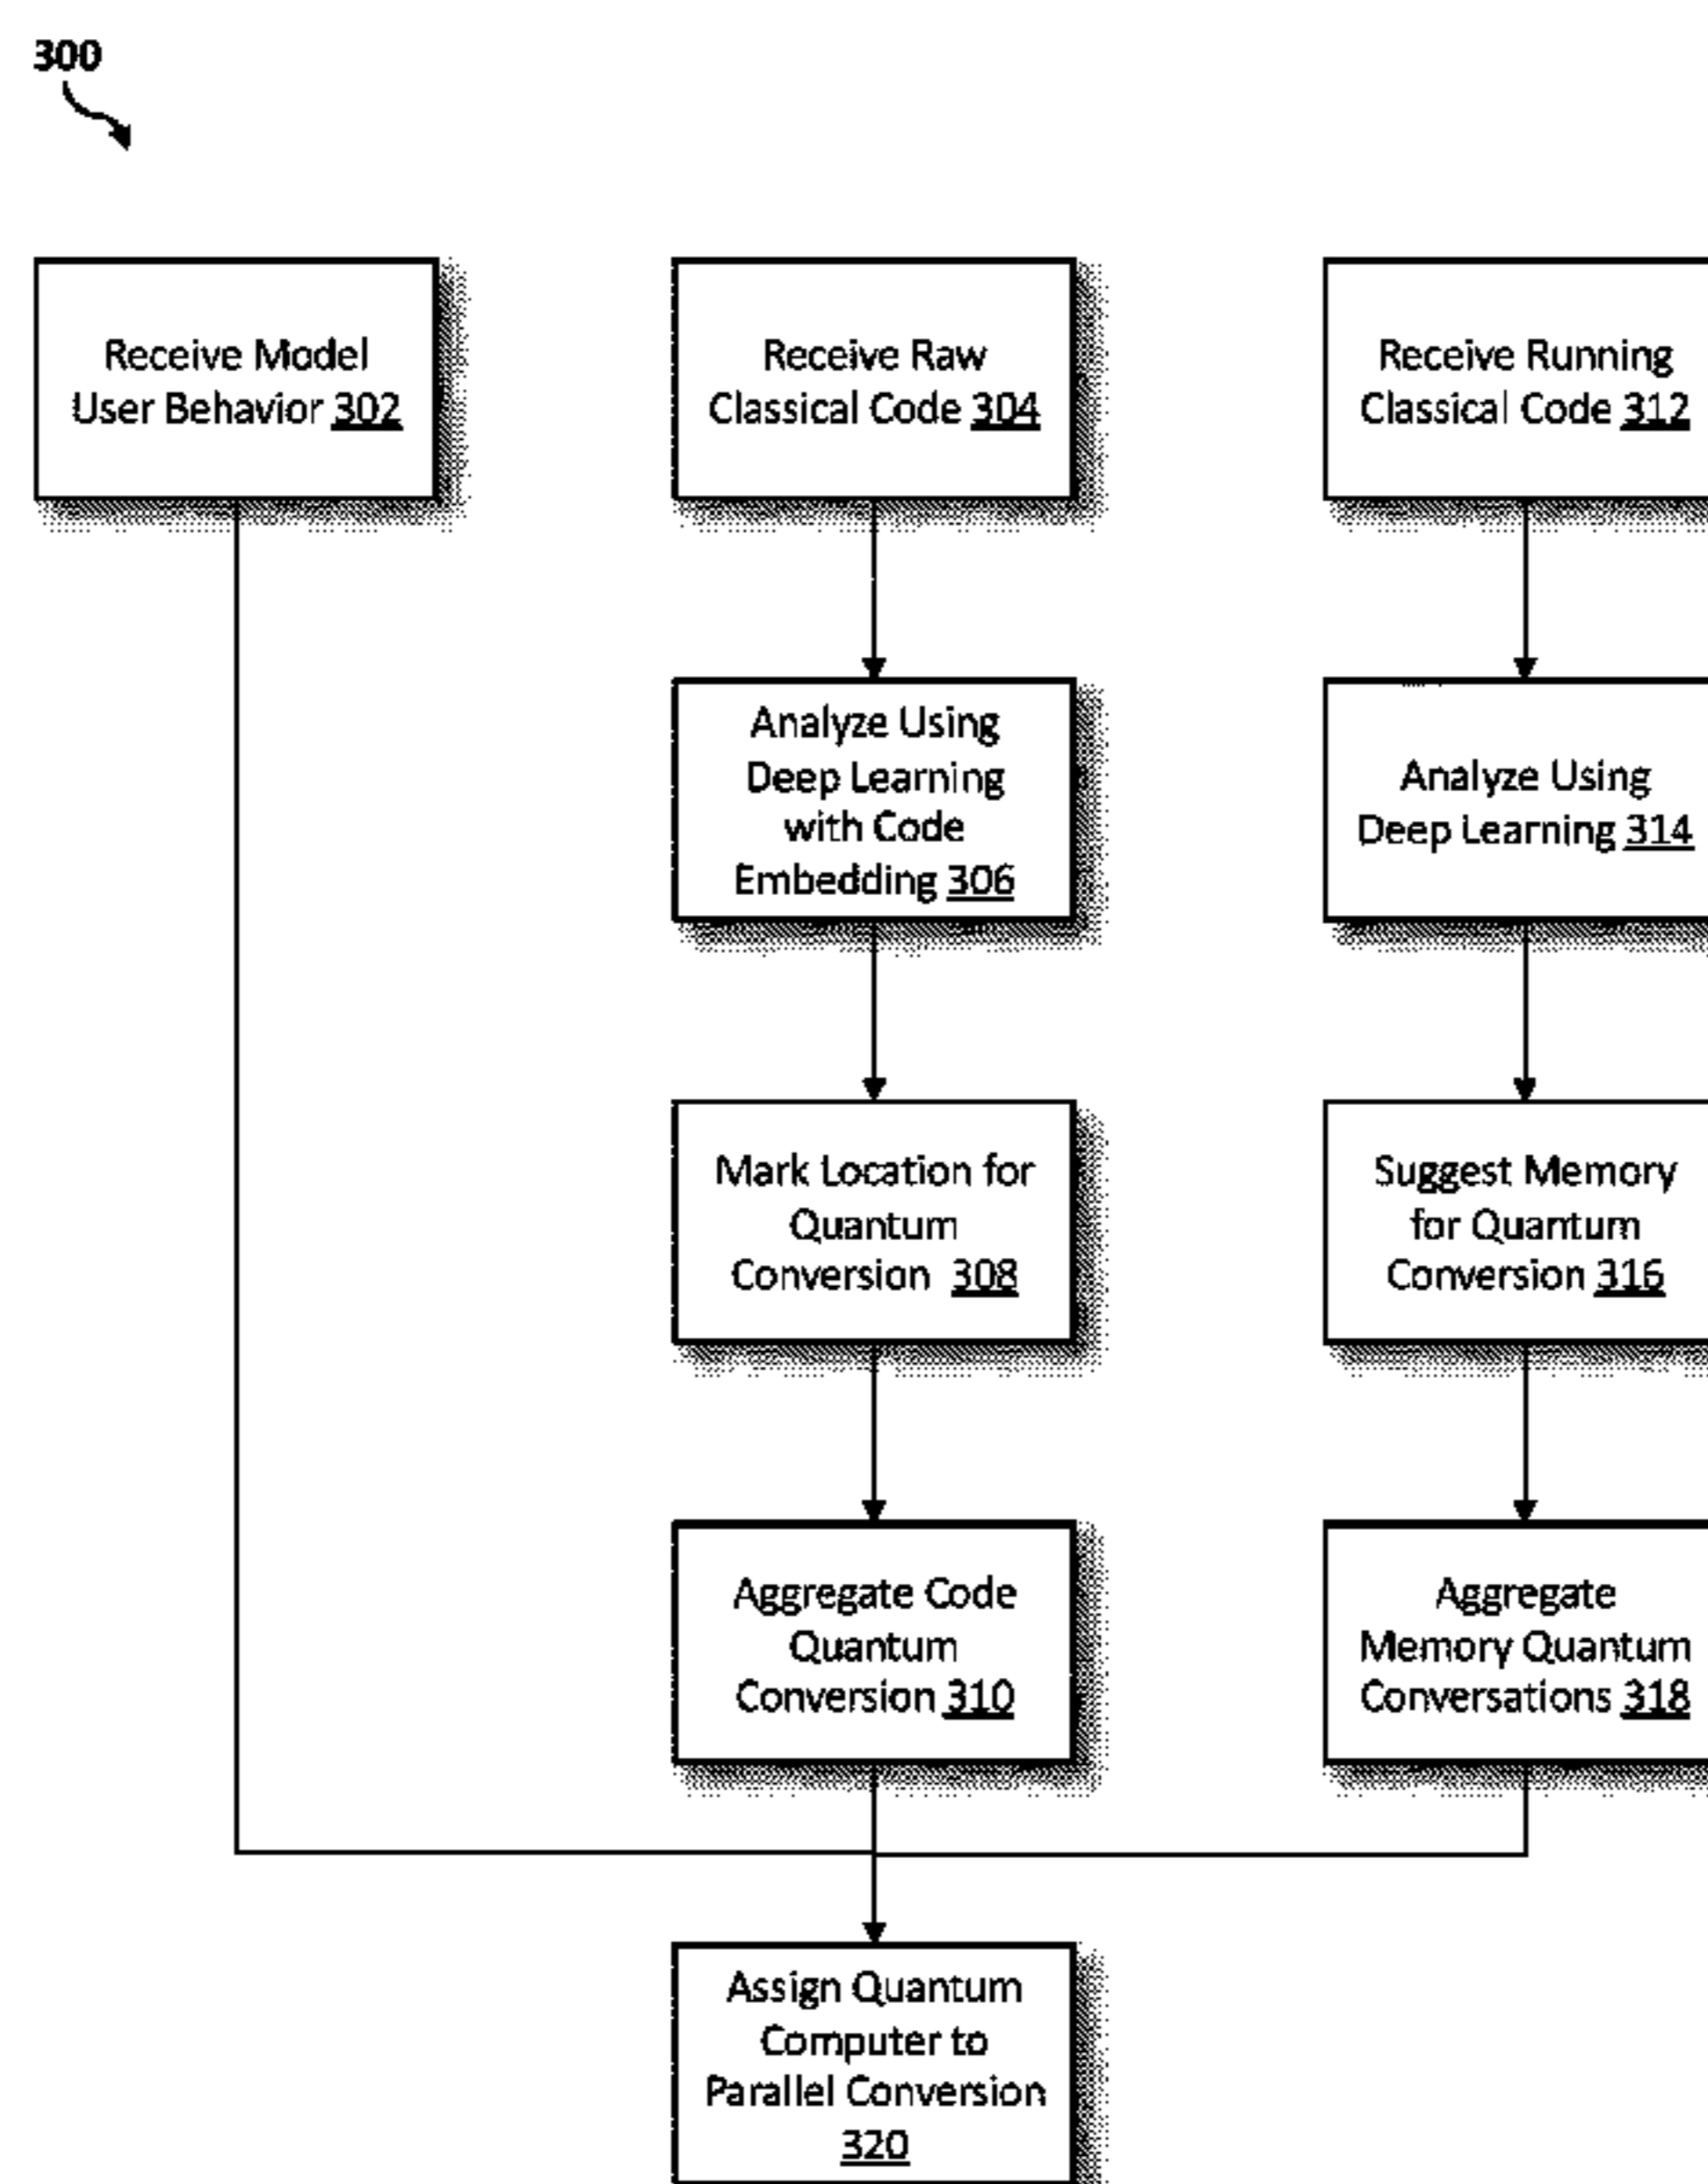 300
Receive Model
User Behavior 302
Receive Raw
Classical Code 304
Receive Running
Classical Code 312
Analyze Using
Deep Learning
with Code
Embedding 306
Analyze Using
Deep Learning 314
Mark Location for
Quantum
Conversion 308
Suggest Memory
for Quantum
Conversion 316
Aggregate Code
Quantum
Conversion 310
Aggregate
Memory Quantum
Conversations 318
Assign Quantum
Computer to
Parallel Conversion
320